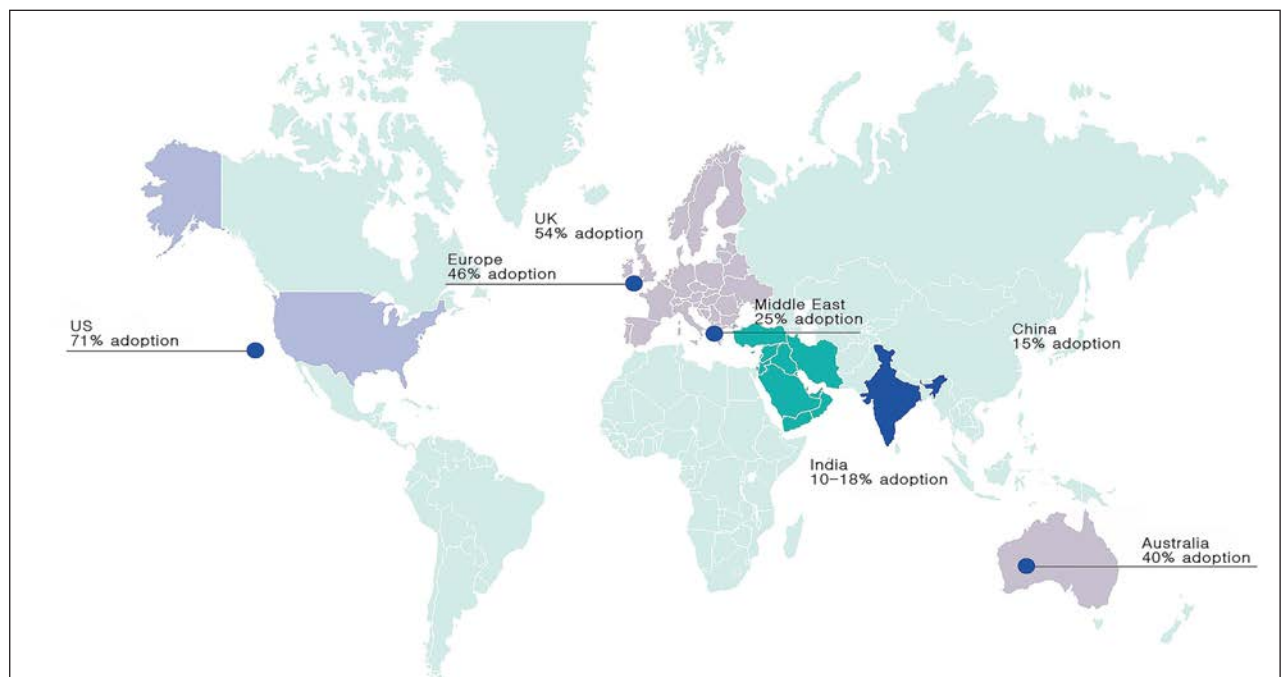 UK
54% adoption
Europe
46% adoption
Middle East
25% adoption
US
71% adoption
China
15% adoption
India
10–18% adoption
Australia
40% adoption